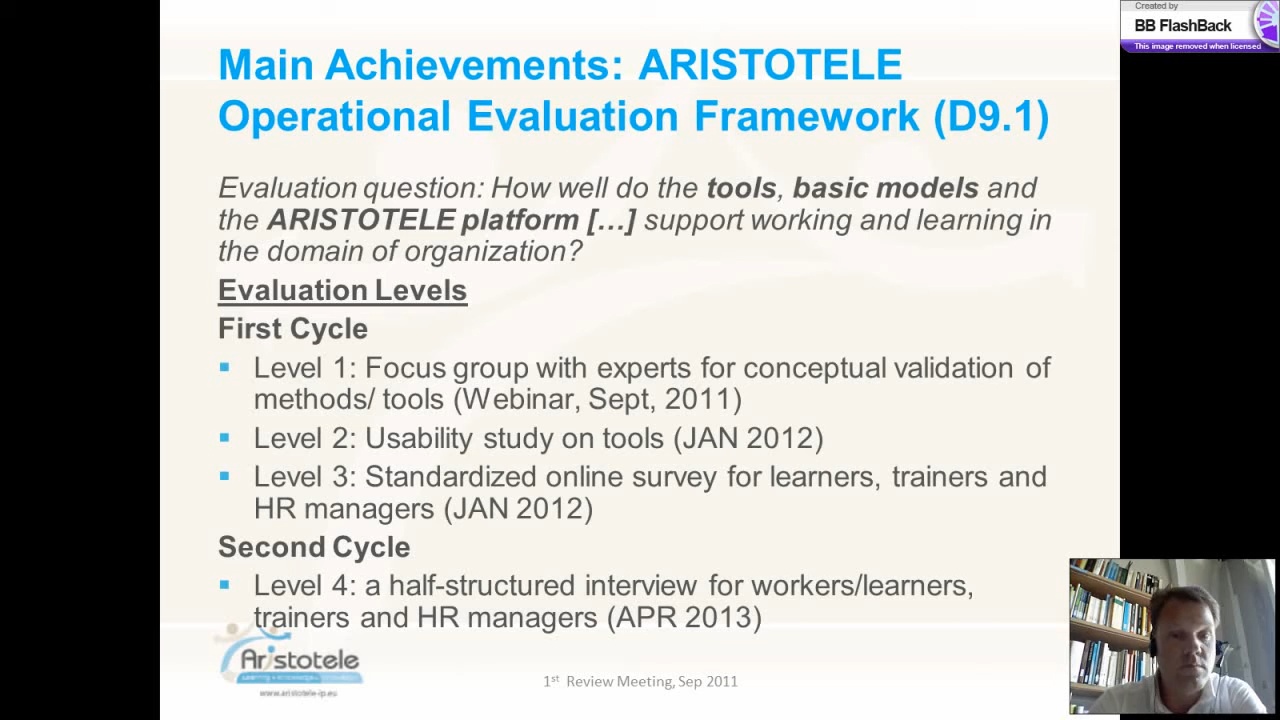 Created by
BB FlashBack
This image removed when licensed
Main Achievements: ARISTOTELE
Operational Evaluation Framework (D9.1)
Evaluation question: How well do the tools, basic models and
the ARISTOTELE platform […] support working and learning in
the domain of organization?
Evaluation Levels
First Cycle
▪ Level 1: Focus group with experts for conceptual validation of
methods/ tools (Webinar, Sept, 2011)
▪ Level 2: Usability study on tools (JAN 2012)
▪ Level 3: Standardized online survey for learners, trainers and
HR managers (JAN 2012)
Second Cycle
▪ Level 4: a half-structured interview for workers/learners,
trainers and HR managers (APR 2013)
Aristotele
www.aristotele-ip.eu
1st Review Meeting, Sep 2011